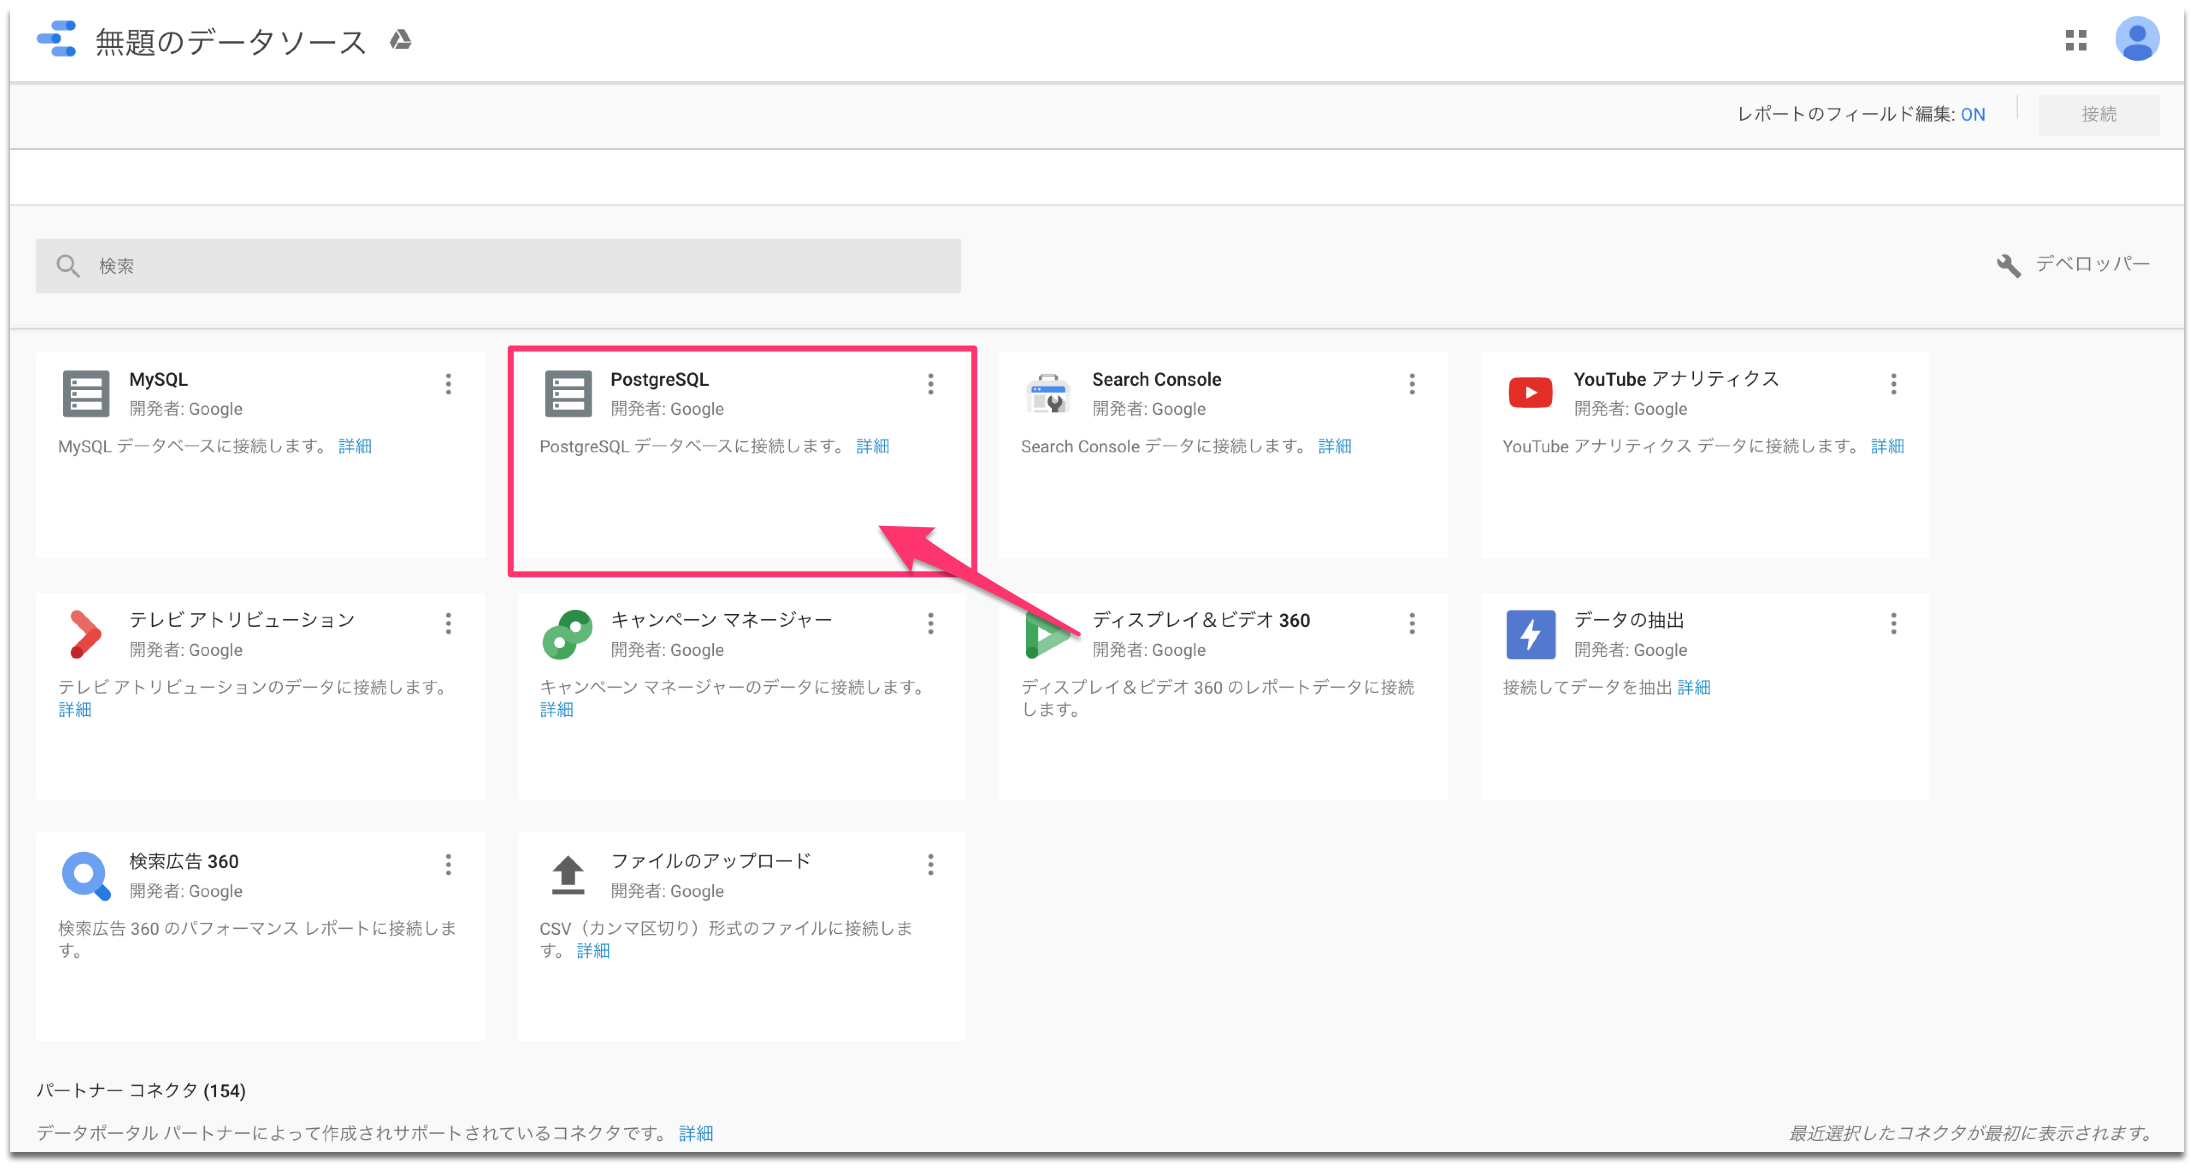 無題のデータソース
レポートのフィールド編集: ON
接続
検索
デベロッパー
MySQL
開発者: Google
MySQL データベースに接続します。 詳細
PostgreSQL
開発者: Google
PostgreSQL データベースに接続します。 詳細
Search Console
開発者: Google
Search Console データに接続します。 詳細
YouTube アナリティクス
開発者: Google
YouTube アナリティクス データに接続します。 詳細
テレビ アトリビューション
開発者: Google
テレビ アトリビューションのデータに接続します。
詳細
キャンペーン マネージャー
開発者: Google
キャンペーン マネージャーのデータに接続します。
詳細
ディスプレイ＆ビデオ 360
開発者: Google
ディスプレイ＆ビデオ 360 のレポートデータに接続
します。
データの抽出
開発者: Google
接続してデータを抽出 詳細
検索広告 360
開発者: Google
検索広告 360 のパフォーマンス レポートに接続しま
す。
ファイルのアップロード
開発者: Google
CSV（カンマ区切り）形式のファイルに接続しま
す。 詳細
パートナー コネクタ (154)
データポータル パートナーによって作成されサポートされているコネクタです。 詳細
最近選択したコネクタが最初に表示されます。